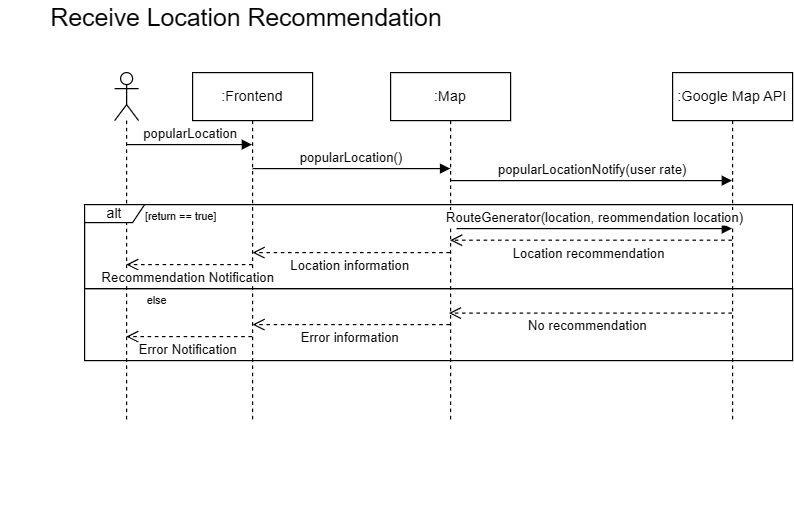 Receive Location Recommendation
:Frontend
:Map
:Google Map API
popularLocation
popularLocation()
popularLocationNotify(user rate)
alt
[return == true]
RouteGenerator(location, reommendation location)
Location recommendation
Location information
Recommendation Notification
else
No recommendation
Error information
Error Notification